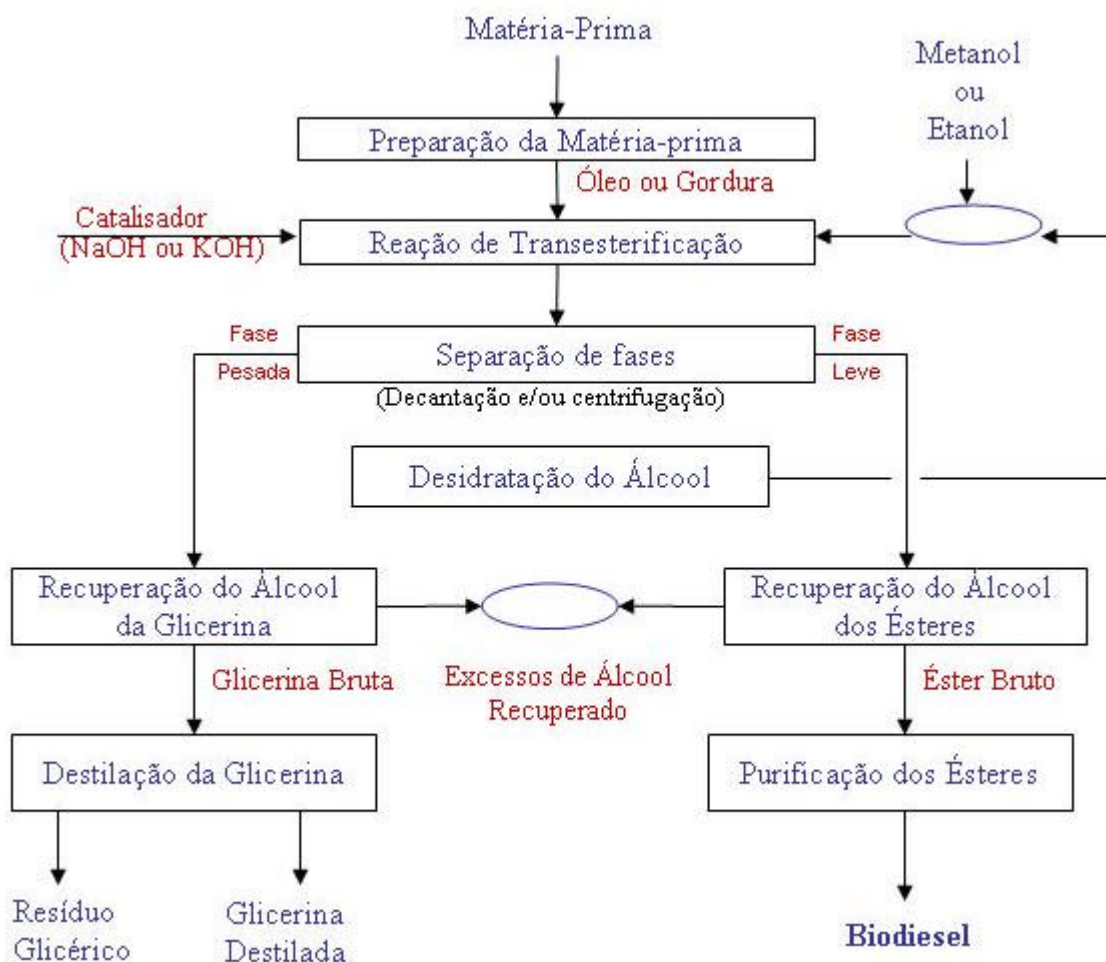 Matéria-Prima
Metanol
ou
Etanol
Preparação da Matéria-prima
Óleo ou Gordura
Catalisador
(NaOH ou KOH)
Reação de Transesterificação
Fase
Pesada
Separação de fases
Fase
Leve
(Decantação e/ou centrifugação)
Desidratação do Álcool
Recuperação do Àlcool
da Glicerina
Recuperação do Àlcool
dos Ésteres
Glicerina Bruta
Excessos de Álcool
Recuperado
Éster Bruto
Destilação da Glicerina
Purificação dos Ésteres
Resíduo
Glicérico
Glicerina
Destilada
Biodiesel